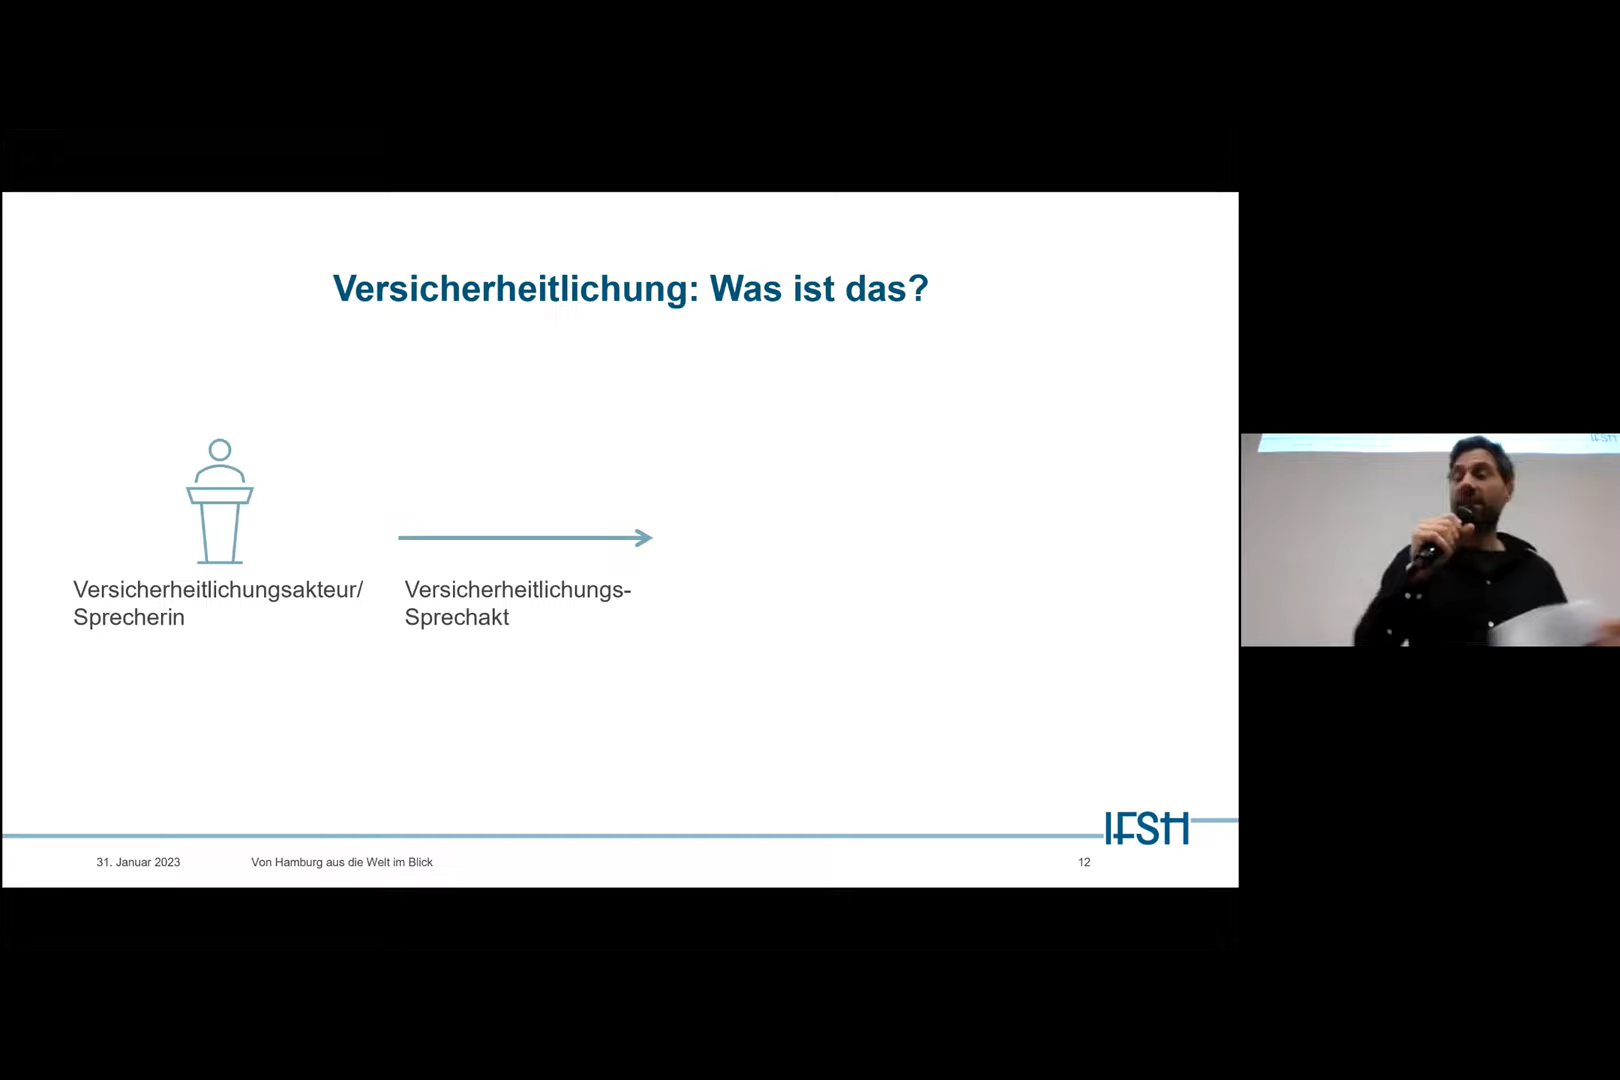 Versicherheitlichung: Was ist das?
Versicherheitlichungsakteur/
Sprecherin
Versicherheitlichungs-
Sprechakt
IFSH
31. Januar 2023
Von Hamburg aus die Welt im Blick
12
IFSH